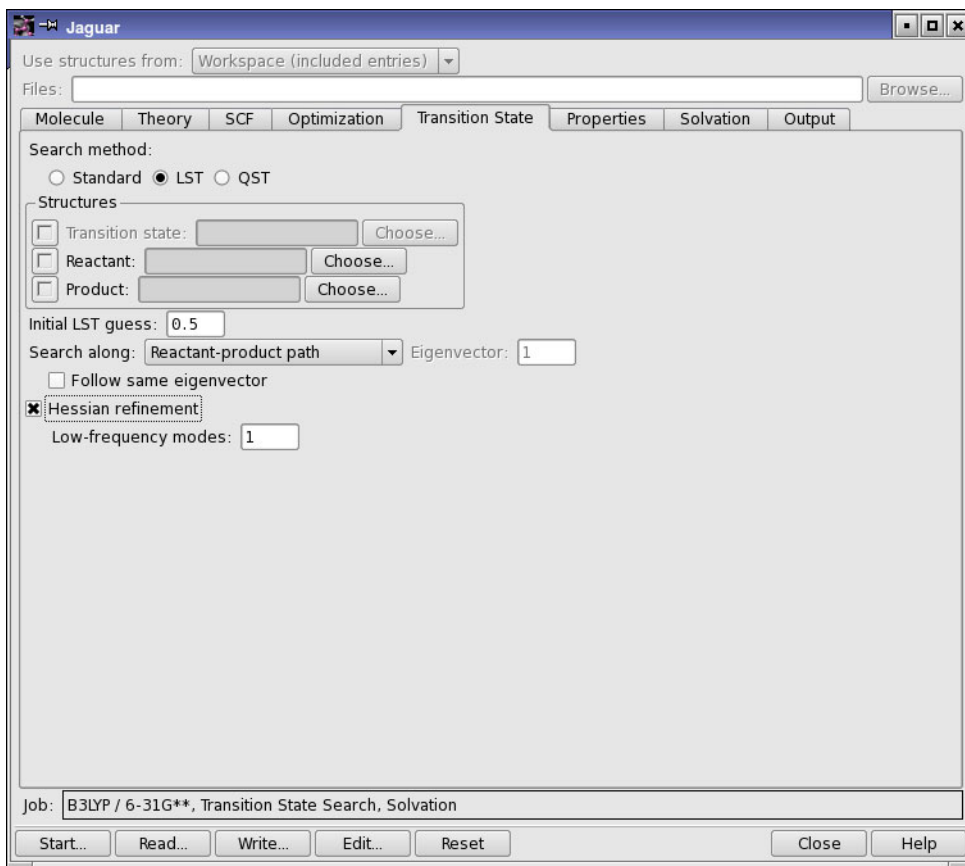 Jaguar
Use structures from: Workspace (included entries)
Files: Browse...
Molecule Theory SCF Optimization Transition State Properties Solvation Output
Search method:
Standard LST QST
Structures
Transition state: Choose...
Reactant: Choose...
Product: Choose...
Initial LST guess: 0.5
Search along: Reactant-product path Eigenvector: 1
Follow same eigenvector
Hessian refinement
Low-frequency modes: 1
Job: B3LYP / 6-31G**, Transition State Search, Solvation
Start... Read... Write... Edit... Reset Close Help